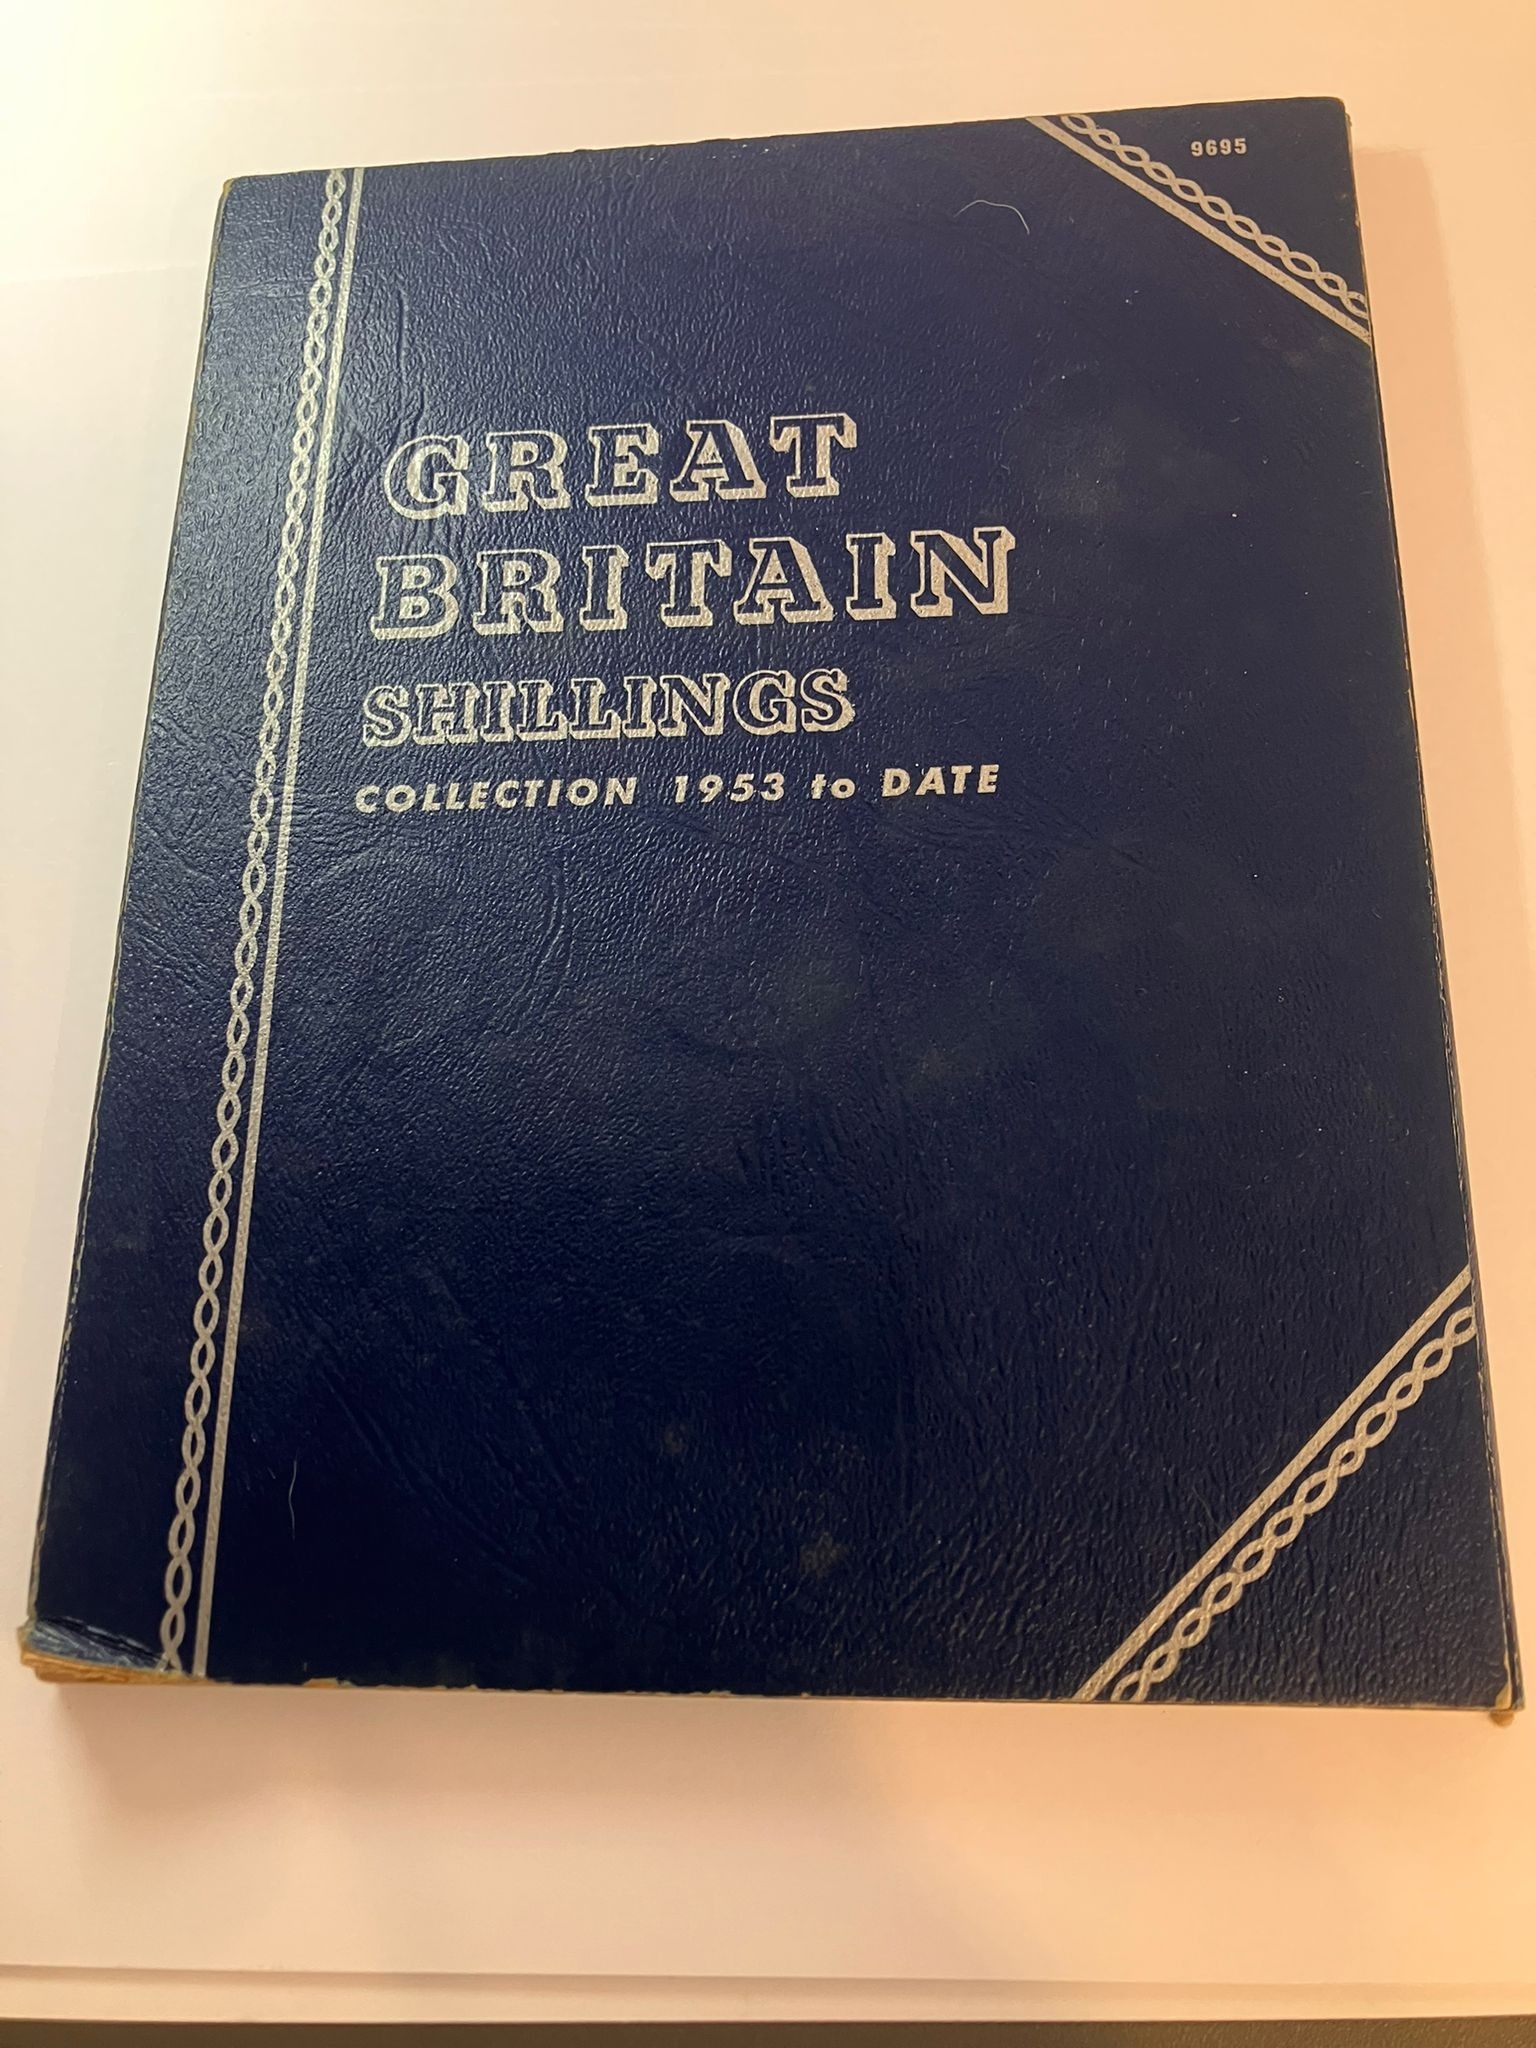 9695
GREAT
BRITAIN
SHILLINGS
COLLECTION 1953 to DATE